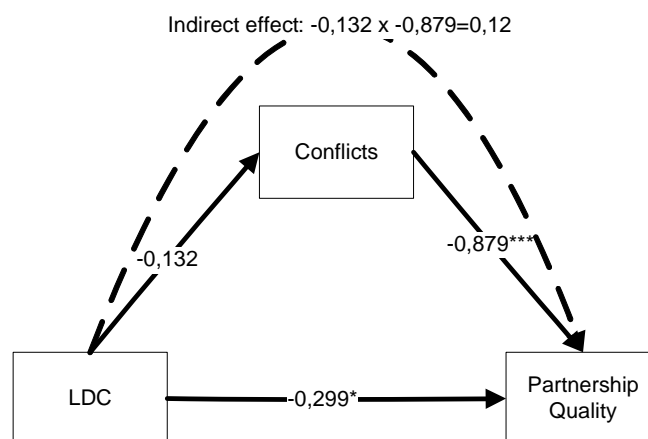 Indirect effect: -0,132 x -0,879=0,12
Conflicts
-0,132
-0,879***
LDC
-0,299*
Partnership
Quality